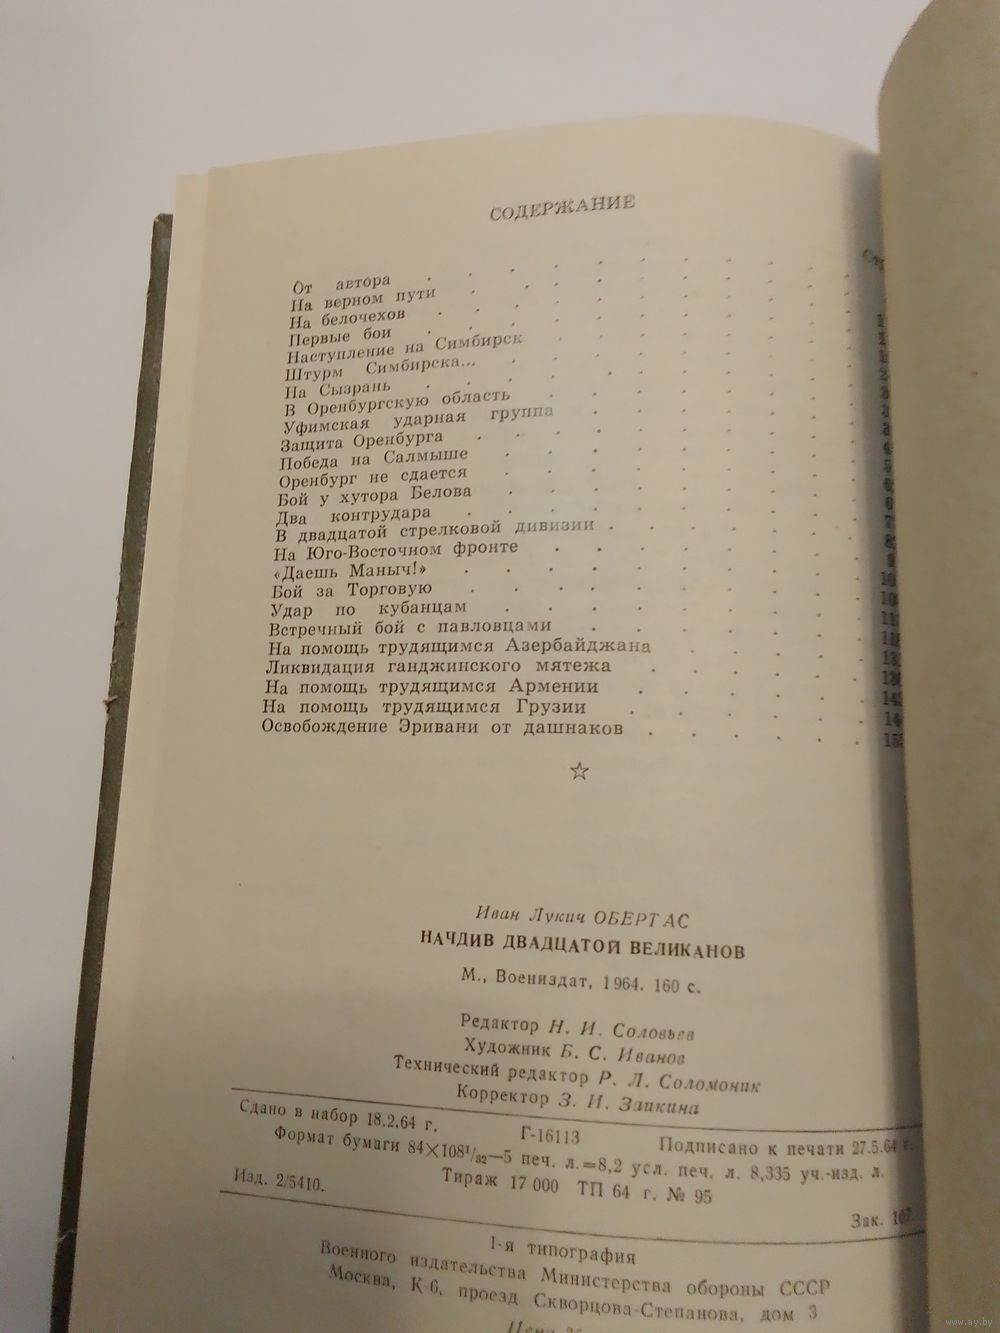 СОДЕРЖАНИЕ
От автора
На верном пути
На белочехов
Первые бои
Наступление на Симбирск
Штурм Симбирска...
На Сызрань
В Оренбургскую область
Уфимская ударная группа
Защита Оренбурга
Победа на Салмыше
Оренбург не сдается
Бой у хутора Белова
Два контрудара
В двадцатой стрелковой дивизии
На Юго-Восточном фронте
«Даешь Маныч!»
Бой за Торговую
Удар по кубанцам
Встречный бой с павловцами
На помощь трудящимся Азербайджана
Ликвидация ганджинского мятежа
На помощь трудящимся Армении
На помощь трудящимся Грузии
Освобождение Эривани от дашнаков
☆
Иван Лукич ОБЕРТАС
НАЧДИВ ДВАДЦАТОЙ ВЕЛИКАНОВ
М., Воениздат, 1964. 160 с.
Редактор Н. И. Соловьев
Художник Б. С. Иванов
Технический редактор Р. Л. Соломоник
Корректор З. И.
Сдано в набор 18.2.64 г. Г-16113 Подписано к печати 27.5.64 г.
Формат бумаги 84×108¹/₃₂—5 печ. л.=8,2 усл. печ. л. 8,335 уч.-изд. л.
Тираж 17 000 ТП 64 г. № 95
Изд. 2/5410. Зак.
1-я типография
Военного издательства Министерства обороны СССР
Москва, К-6, проезд Скворцова-Степанова, дом 3
Цена
www.ay.by